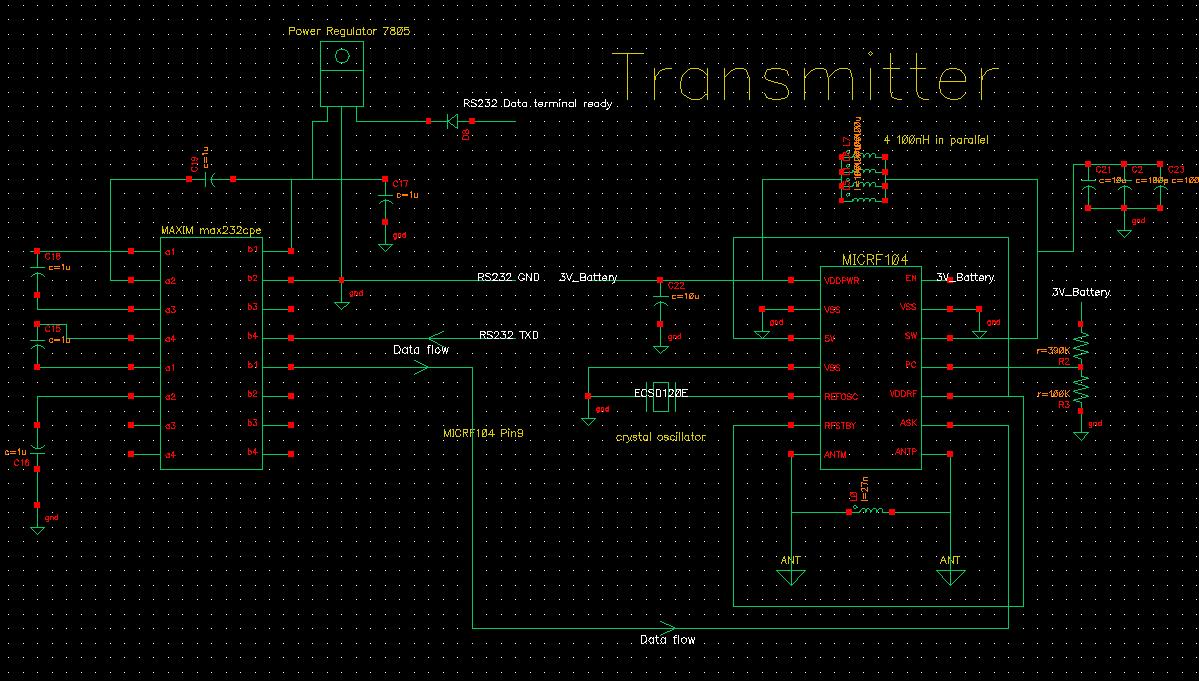 Power Regulator 7805
Transmitter
RS232 Data terminal ready
D8
4 100nH in parallel
L7
C19
c=1u
C17
c=1u
gnd
C21
c=10u
C2
c=100p
C23
gnd
MAXIM max232cpe
C18
c=1u
a1
b1
a2
b2
a3
b3
a4
b4
a1
b1
a2
b2
a3
b3
a4
b4
C15
c=1u
c=1u
C16
gnd
gnd
RS232 GND
RS232 TXD
Data flow
MICRF104 Pin9
3V_Battery
C22
c=10u
gnd
gnd
ECSD120E
gnd
crystal oscillator
MICRF104
VDDPWR
EN
VSS
VSS
SW
VSS
PC
REFOSC
VDDRF
RFSTBY
ASK
ANTM
ANTP
3V_Battery
gnd
3V_Battery
r=390K
R2
r=100K
R3
gnd
L8
l=27n
ANT
ANT
Data flow